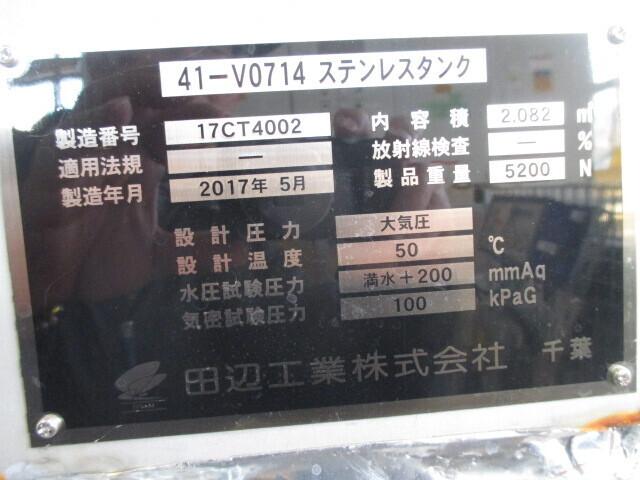 41-V0714 ステンレスタンク
製造番号 17CT4002 内容積 2.082 ㎥
適用法規 — 放射線検査 — %
製造年月 2017年 5月 製品重量 5200 N
設計圧力 大気圧
設計温度 50 ℃
水圧試験圧力 満水+200 mmAq
気密試験圧力 100 kPaG
田辺工業株式会社 千葉